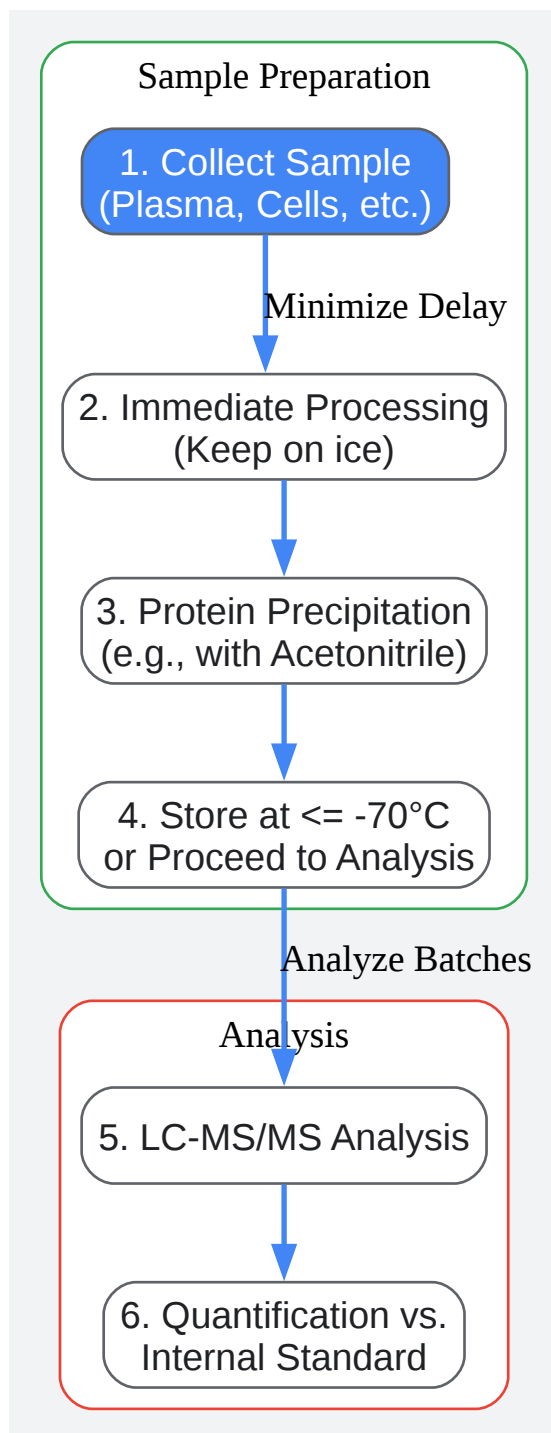 Sample Preparation
1. Collect Sample
(Plasma, Cells, etc.)
Minimize Delay
2. Immediate Processing
(Keep on ice)
3. Protein Precipitation
(e.g., with Acetonitrile)
4. Store at <= -70°C
or Proceed to Analysis
Analyze Batches
Analysis
5. LC-MS/MS Analysis
6. Quantification vs.
Internal Standard